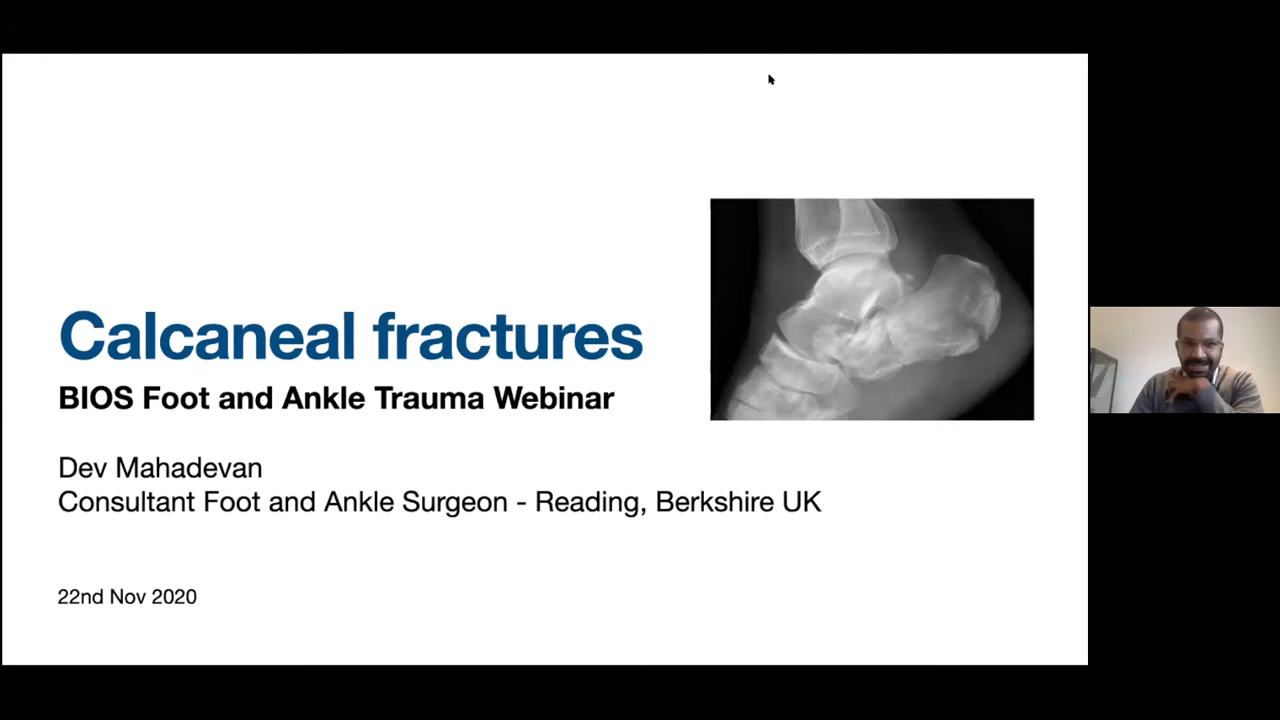 Calcaneal fractures
BIOS Foot and Ankle Trauma Webinar
Dev Mahadevan
Consultant Foot and Ankle Surgeon - Reading, Berkshire UK
22nd Nov 2020